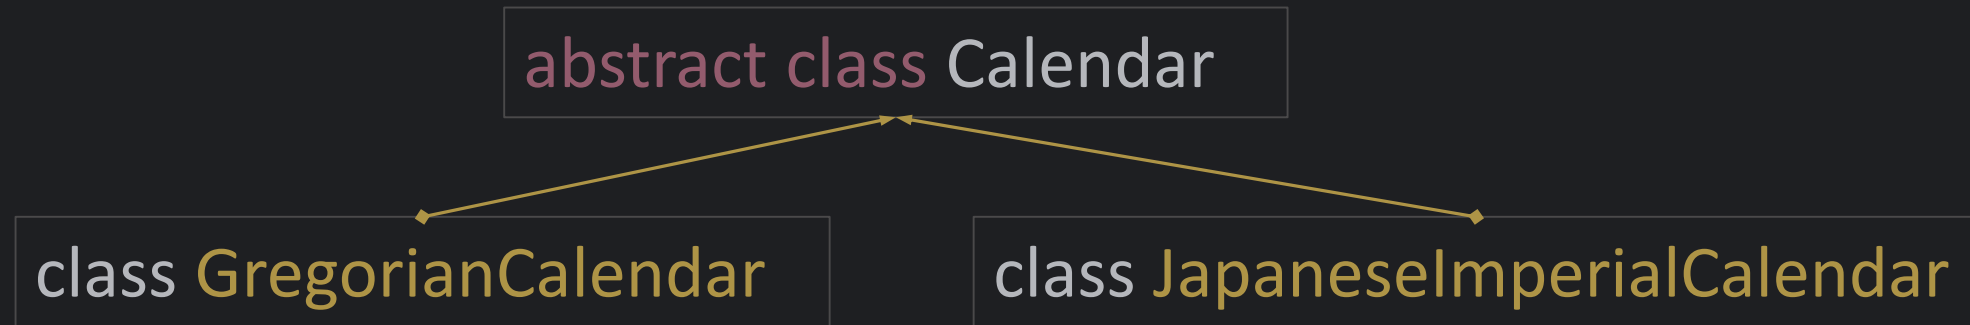 abstract class Calendar
class GregorianCalendar
class JapaneseImperialCalendar